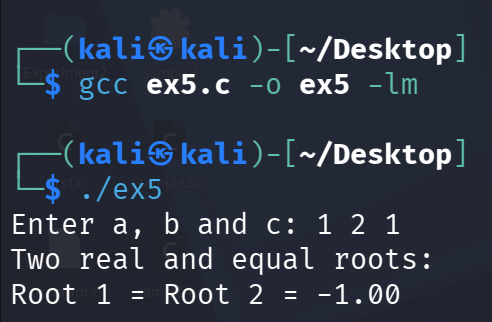 ┌──(kali㉿kali)-[~/Desktop]
└─$ gcc ex5.c -o ex5 -lm
┌──(kali㉿kali)-[~/Desktop]
└─$ ./ex5
Enter a, b and c: 1 2 1
Two real and equal roots:
Root 1 = Root 2 = -1.00